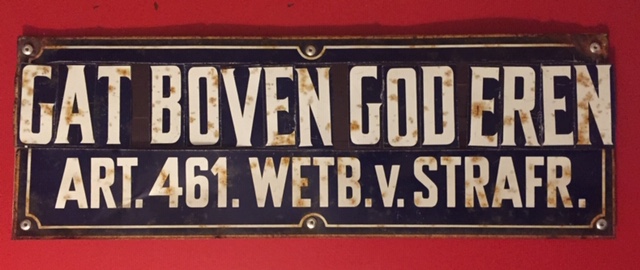 GAT BOVEN GOD EREN
ART. 461. WETB. v. STRAFR.